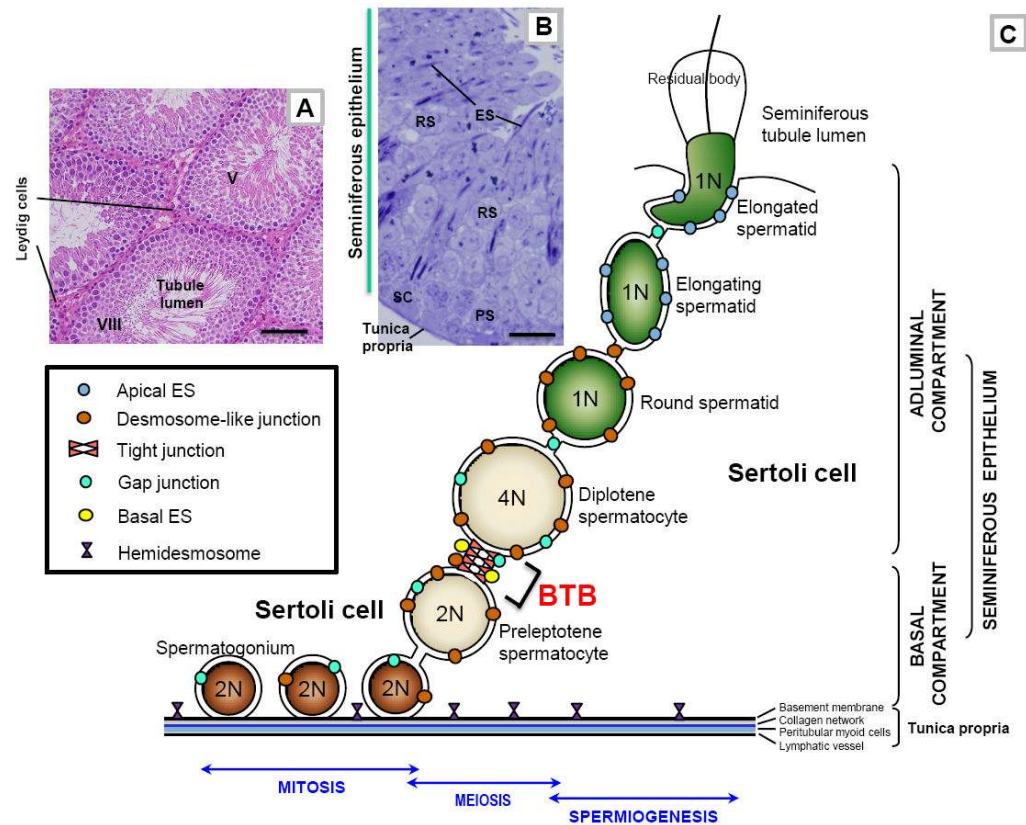 A
Leydig cells
V
Tubule
lumen
VIII
B
Seminiferous epithelium
ES
RS
RS
SC
PS
Tunica
propria
C
Residual body
Seminiferous
tubule lumen
1N
Elongated
spermatid
1N
Elongating
spermatid
1N
Round spermatid
4N
Diplotene
spermatocyte
Sertoli cell
BTB
Sertoli cell
2N
Preleptotene
spermatocyte
Spermatogonium
2N
2N
2N
ADLUMINAL
COMPARTMENT
BASAL
COMPARTMENT
SEMINIFEROUS EPITHELIUM
Apical ES
Desmosome-like junction
Tight junction
Gap junction
Basal ES
Hemidesmosome
Basement membrane
Collagen network
Peritubular myoid cells
Lymphatic vessel
Tunica propria
MITOSIS
MEIOSIS
SPERMIOGENESIS